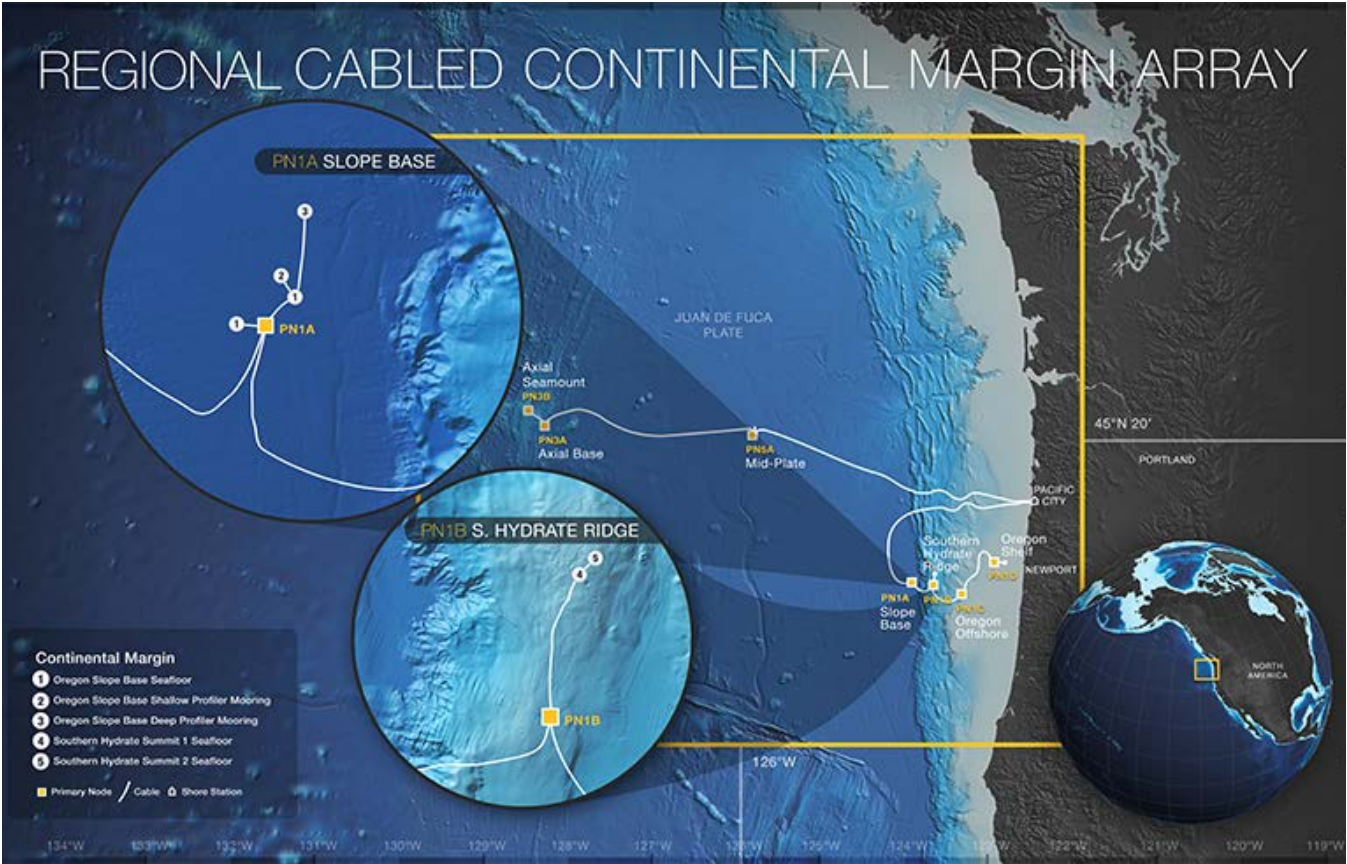 REGIONAL CABLED CONTINENTAL MARGIN ARRAY
PN1A SLOPE BASE
3
2
1
1
PN1A
JUAN DE FUCA
PLATE
Axial
Seamount
PN3B
PN3A
Axial Base
PN5A
Mid-Plate
45°N 20'
PORTLAND
PACIFIC
CITY
PN1B S. HYDRATE RIDGE
5
4
PN1B
Southern
Hydrate
Ridge
Oregon
Shelf
PN1D
NEWPORT
PN1A
Slope
Base
PN1B
PN1C
Oregon
Offshore
NORTH
AMERICA
Continental Margin
1 Oregon Slope Base Seafloor
2 Oregon Slope Base Shallow Profiler Mooring
3 Oregon Slope Base Deep Profiler Mooring
4 Southern Hydrate Summit 1 Seafloor
5 Southern Hydrate Summit 2 Seafloor
Primary Node / Cable Shore Station
126°W
134°W 133°W 132°W 131°W 130°W 129°W 128°W 127°W 126°W 125°W 124°W 123°W 122°W 121°W 120°W 119°W